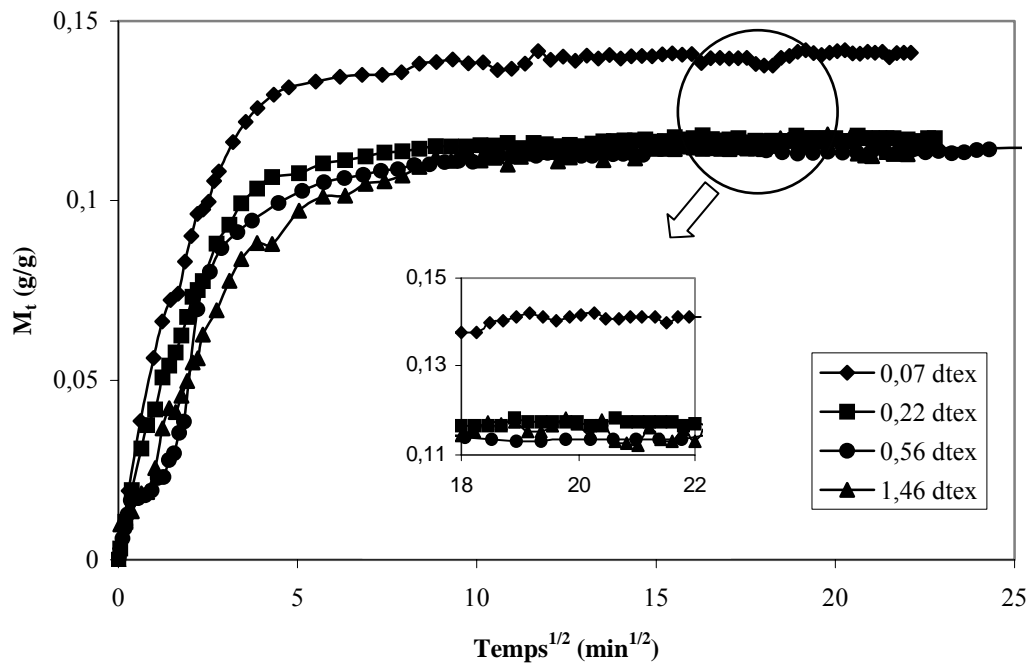 0,15
0,1
0,05
0
M_t (g/g)
0 5 10 15 20 25
Temps^1/2 (min^1/2)
0,15
0,13
0,11
18 20 22
0,07 dtex
0,22 dtex
0,56 dtex
1,46 dtex